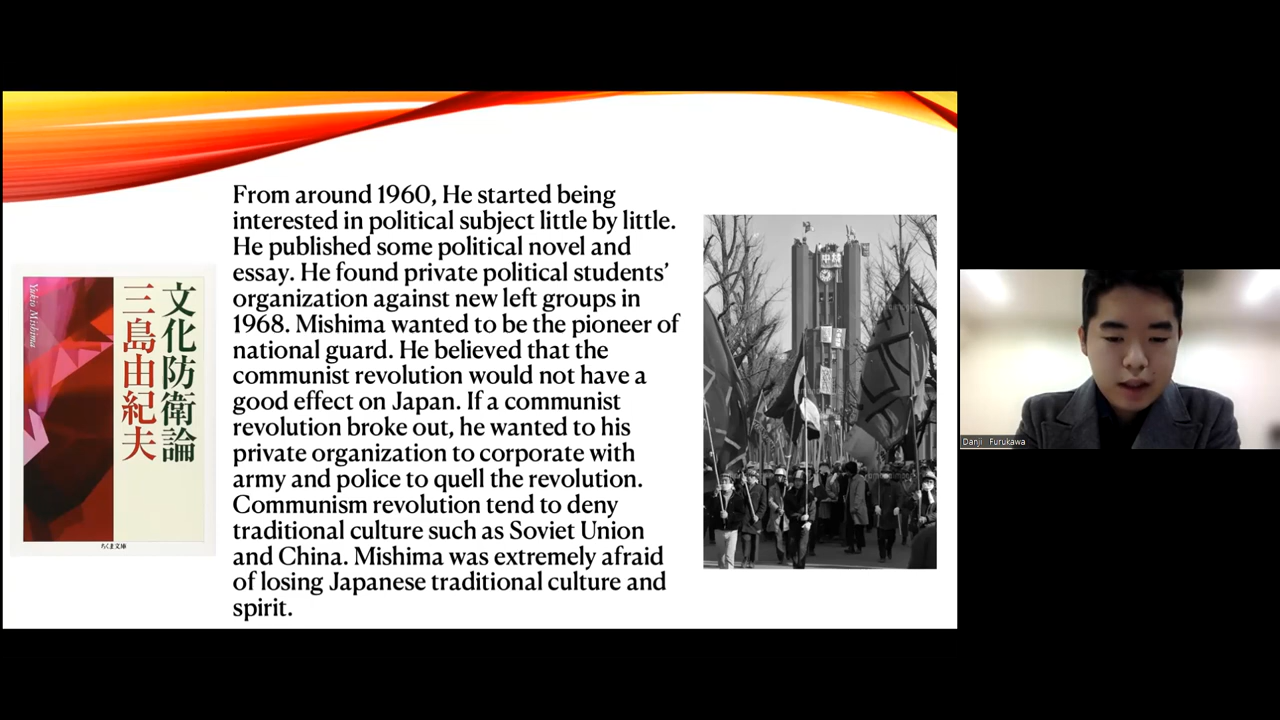 From around 1960, He started being
interested in political subject little by little.
He published some political novel and
essay. He found private political students’
organization against new left groups in
1968. Mishima wanted to be the pioneer of
national guard. He believed that the
communist revolution would not have a
good effect on Japan. If a communist
revolution broke out, he wanted to his
private organization to corporate with
army and police to quell the revolution.
Communism revolution tend to deny
traditional culture such as Soviet Union
and China. Mishima was extremely afraid
of losing Japanese traditional culture and
spirit.
文化防衛論
三島由紀夫
Yukio Mishima
ちくま文庫
Danji Furukawa